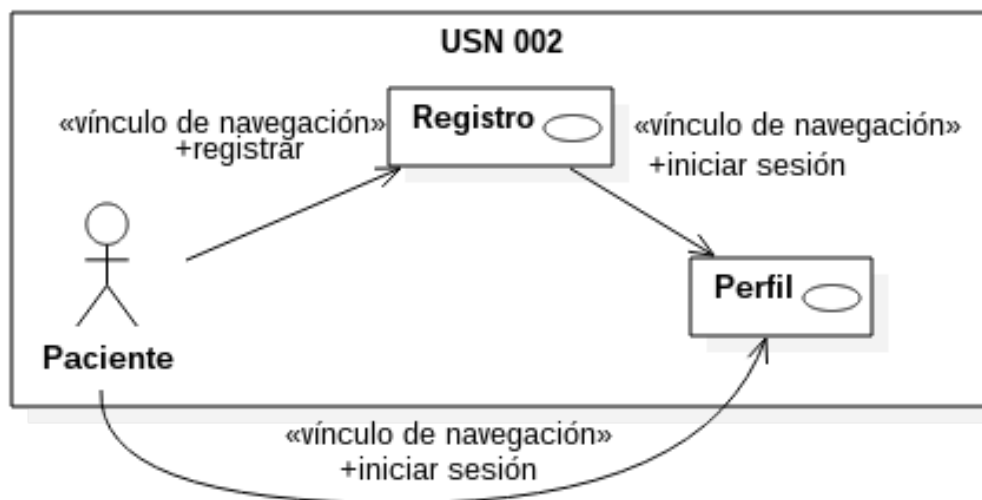 USN 002
«vínculo de navegación»
+registrar
Registro
«vínculo de navegación»
+iniciar sesión
Perfil
Paciente
«vínculo de navegación»
+iniciar sesión